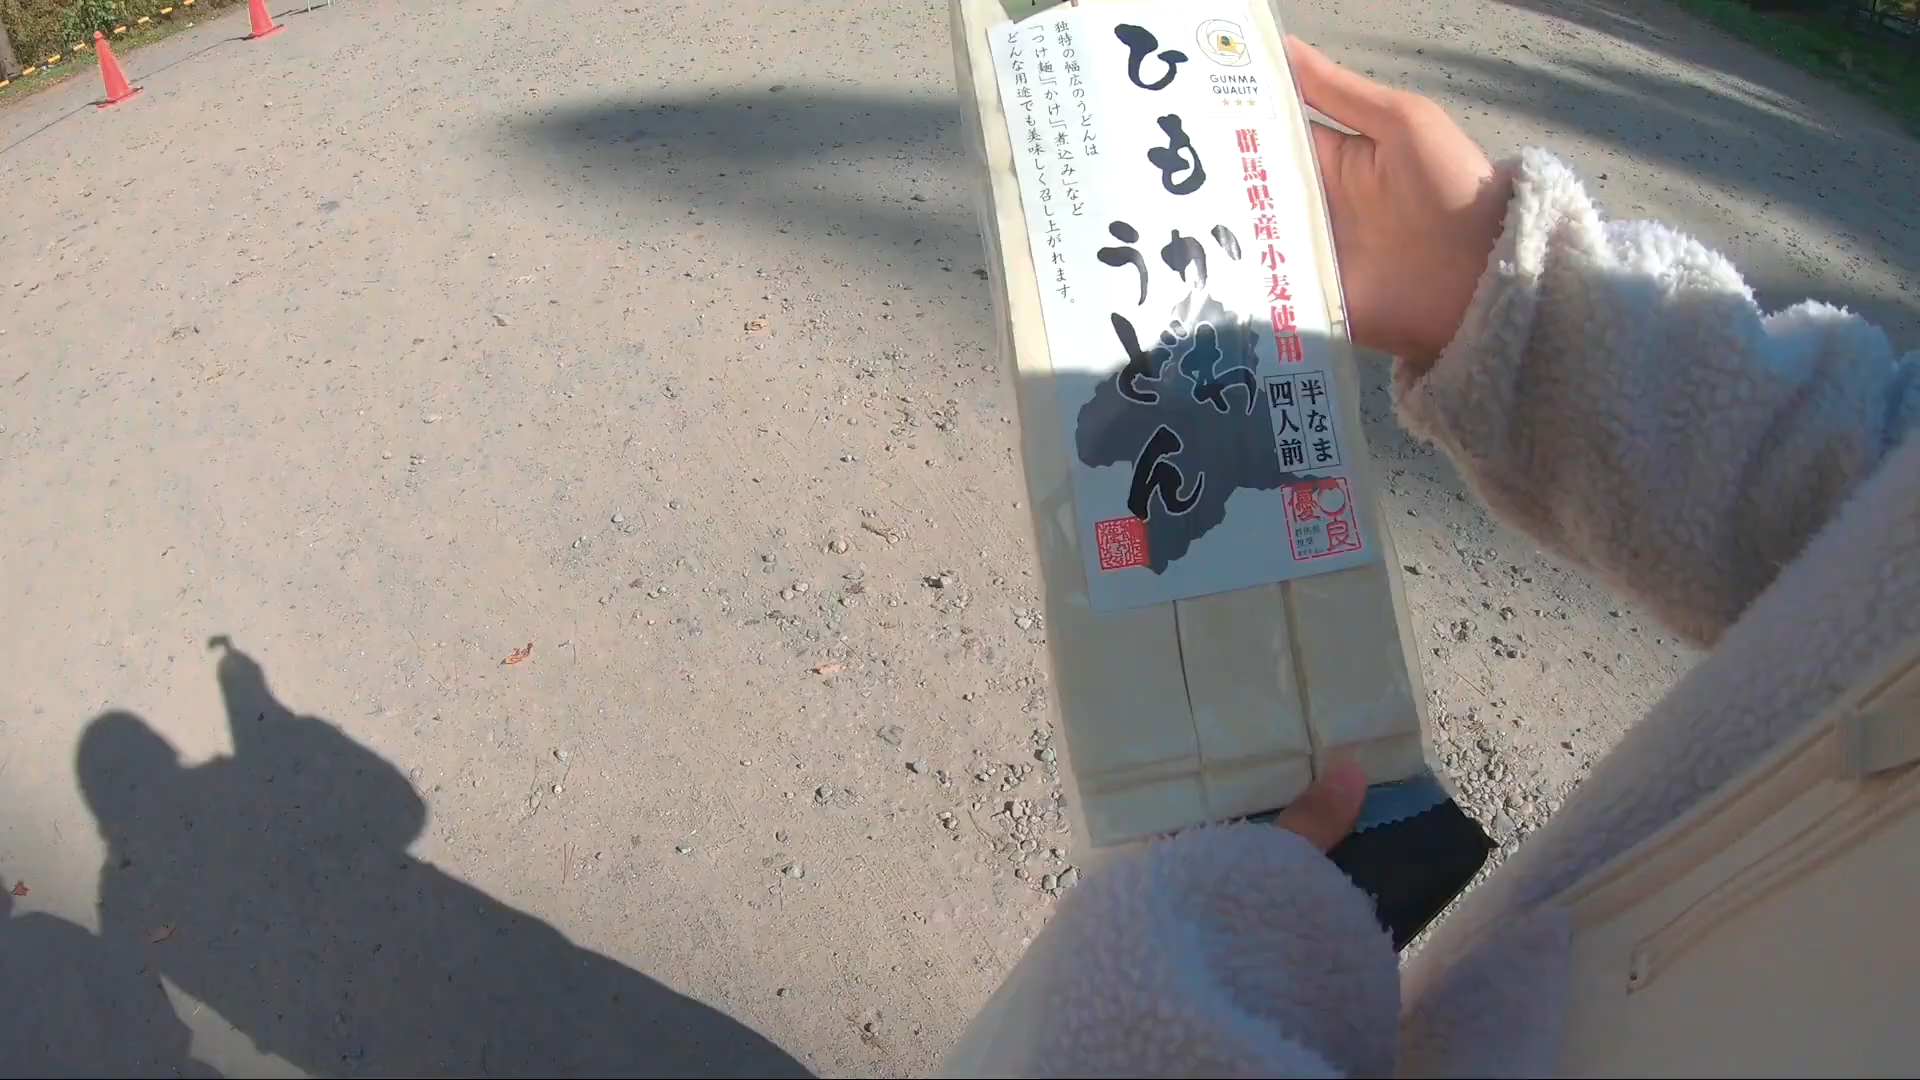 GUNMA
QUALITY
群馬県産小麦使用
半なま
四人前
優良
ひもかわ
うどん
独特の幅広のうどんは
「つけ麺」「かけ」「煮込み」など
どんな用途でも美味しく召し上がれます。